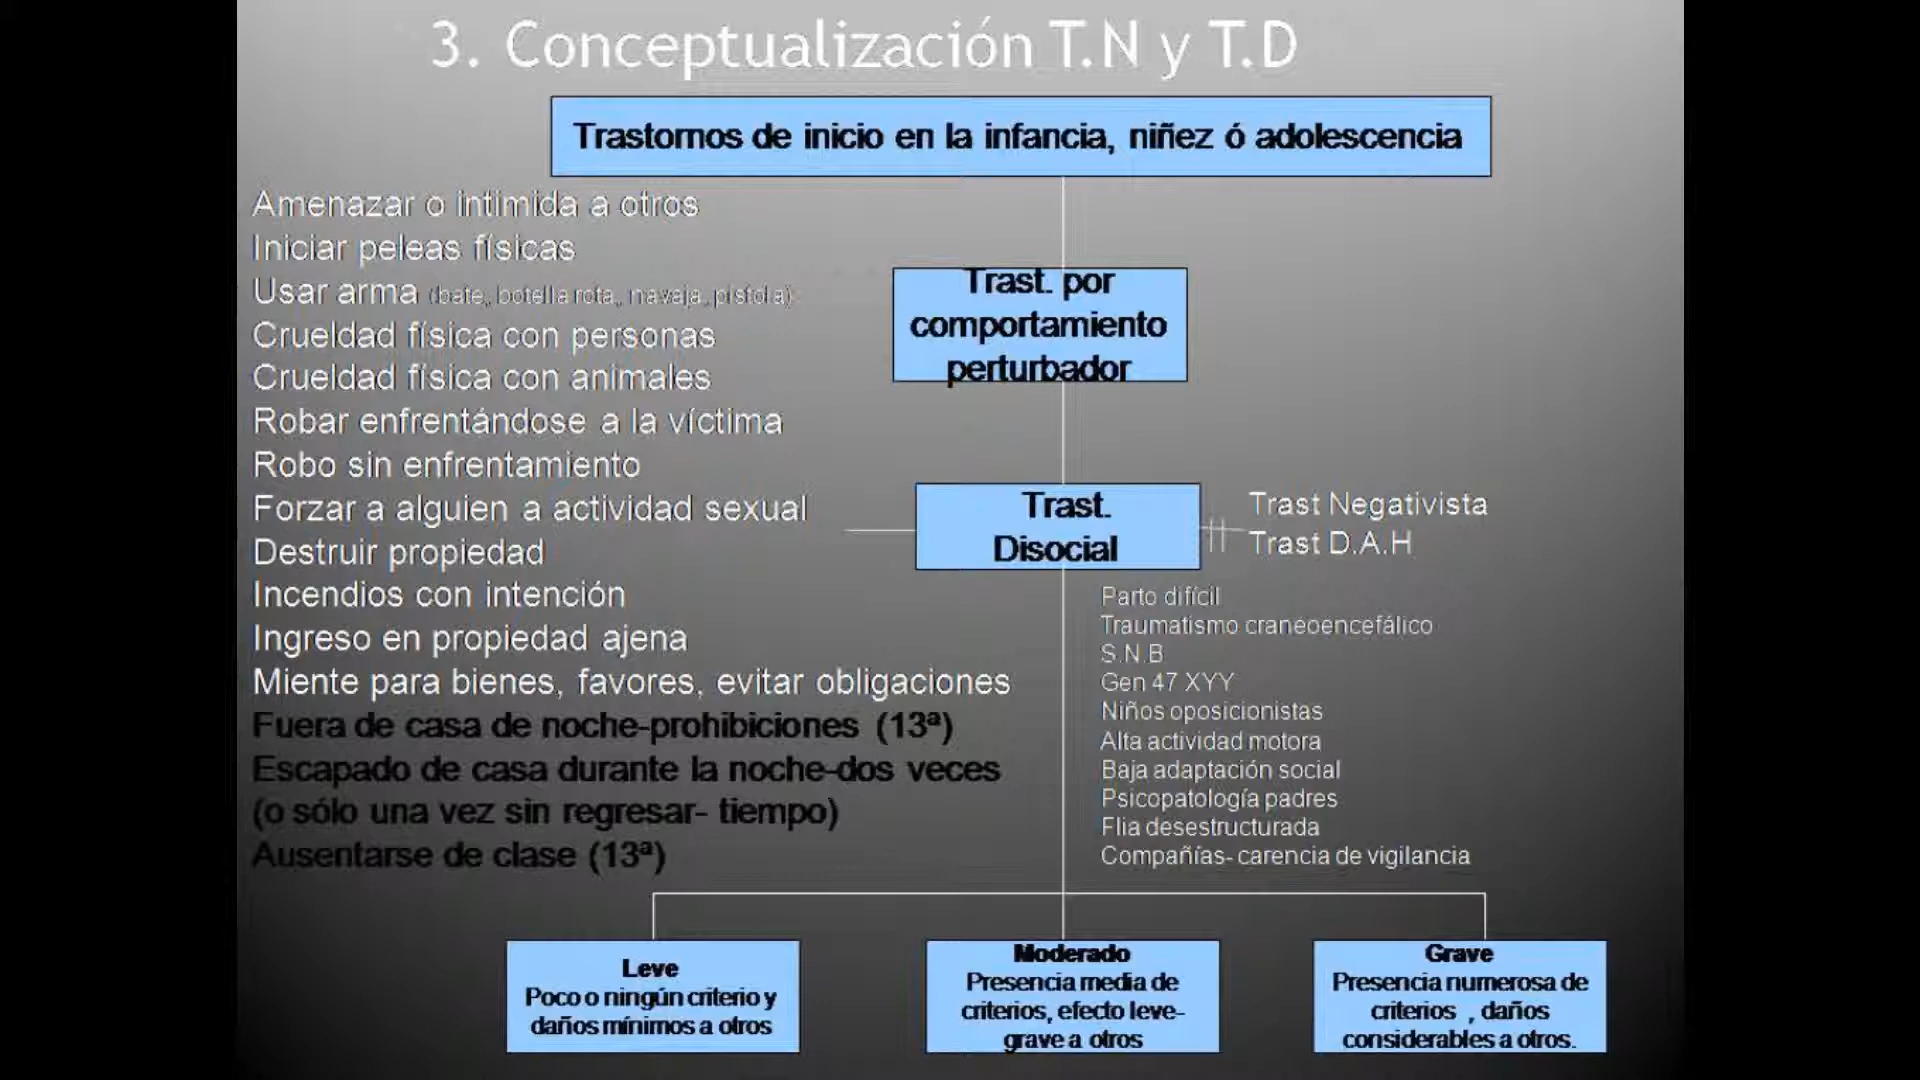 3. Conceptualización T.N y T.D
Trastornos de inicio en la infancia, niñez ó adolescencia
Amenazar o intimida a otros
Iniciar peleas físicas
Usar arma (bate, botella rota, navaja, pistola)
Crueldad física con personas
Crueldad física con animales
Robar enfrentándose a la víctima
Robo sin enfrentamiento
Forzar a alguien a actividad sexual
Destruir propiedad
Incendios con intención
Ingreso en propiedad ajena
Miente para bienes, favores, evitar obligaciones
Fuera de casa de noche-prohibiciones (13ª)
Escapado de casa durante la noche-dos veces
(o sólo una vez sin regresar- tiempo)
Ausentarse de clase (13ª)
Trast. por
comportamiento
perturbador
Trast.
Disocial
Trast Negativista
Trast D.A.H
Parto difícil
Traumatismo craneoencefálico
S.N.B
Gen 47 XYY
Niños oposicionistas
Alta actividad motora
Baja adaptación social
Psicopatología padres
Flia desestructurada
Compañías- carencia de vigilancia
Leve
Poco o ningún criterio y
daños mínimos a otros
Moderado
Presencia media de
criterios, efecto leve-
grave a otros
Grave
Presencia numerosa de
criterios , daños
considerables a otros.